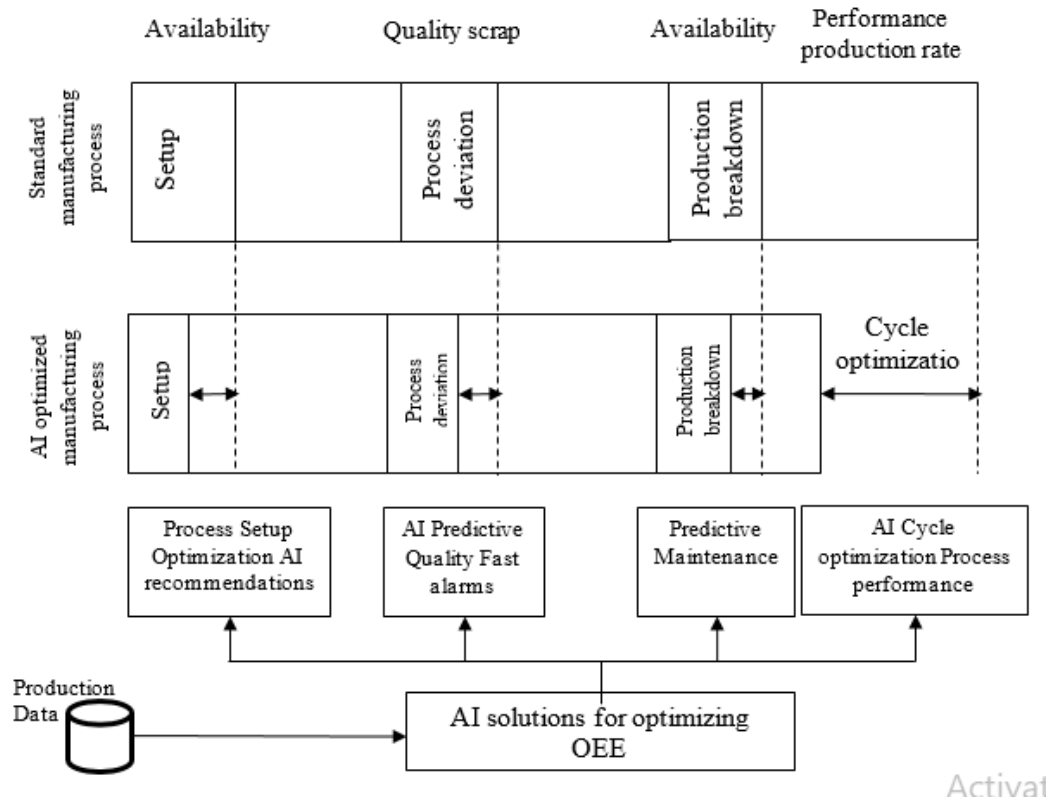 Availability
Quality scrap
Availability
Performance
production rate
Standard
manufacturing
process
Setup
Process
deviation
Production
breakdown
AI optimized
manufacturing
process
Setup
Process
deviation
Production
breakdown
Cycle
optimizatio
Process Setup
Optimization AI
recommendations
AI Predictive
Quality Fast
alarms
Predictive
Maintenance
AI Cycle
optimization Process
performance
Production
Data
AI solutions for optimizing
OEE
Activat